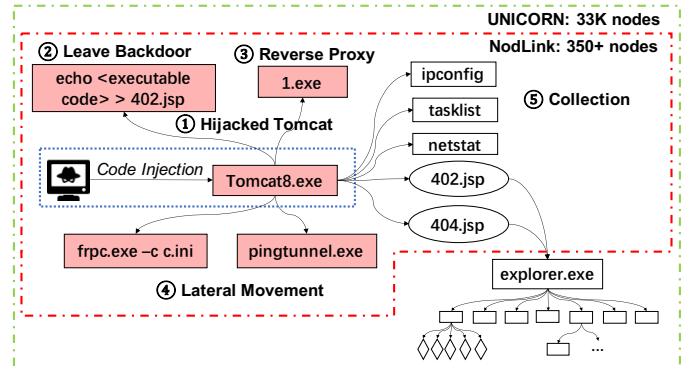 UNICORN: 33K nodes
NodLink: 350+ nodes
② Leave Backdoor
echo <executable
code> > 402.jsp
③ Reverse Proxy
1.exe
① Hijacked Tomcat
Code Injection
Tomcat8.exe
ipconfig
tasklist
netstat
402.jsp
404.jsp
⑤ Collection
frpc.exe –c c.ini
pingtunnel.exe
④ Lateral Movement
explorer.exe
...